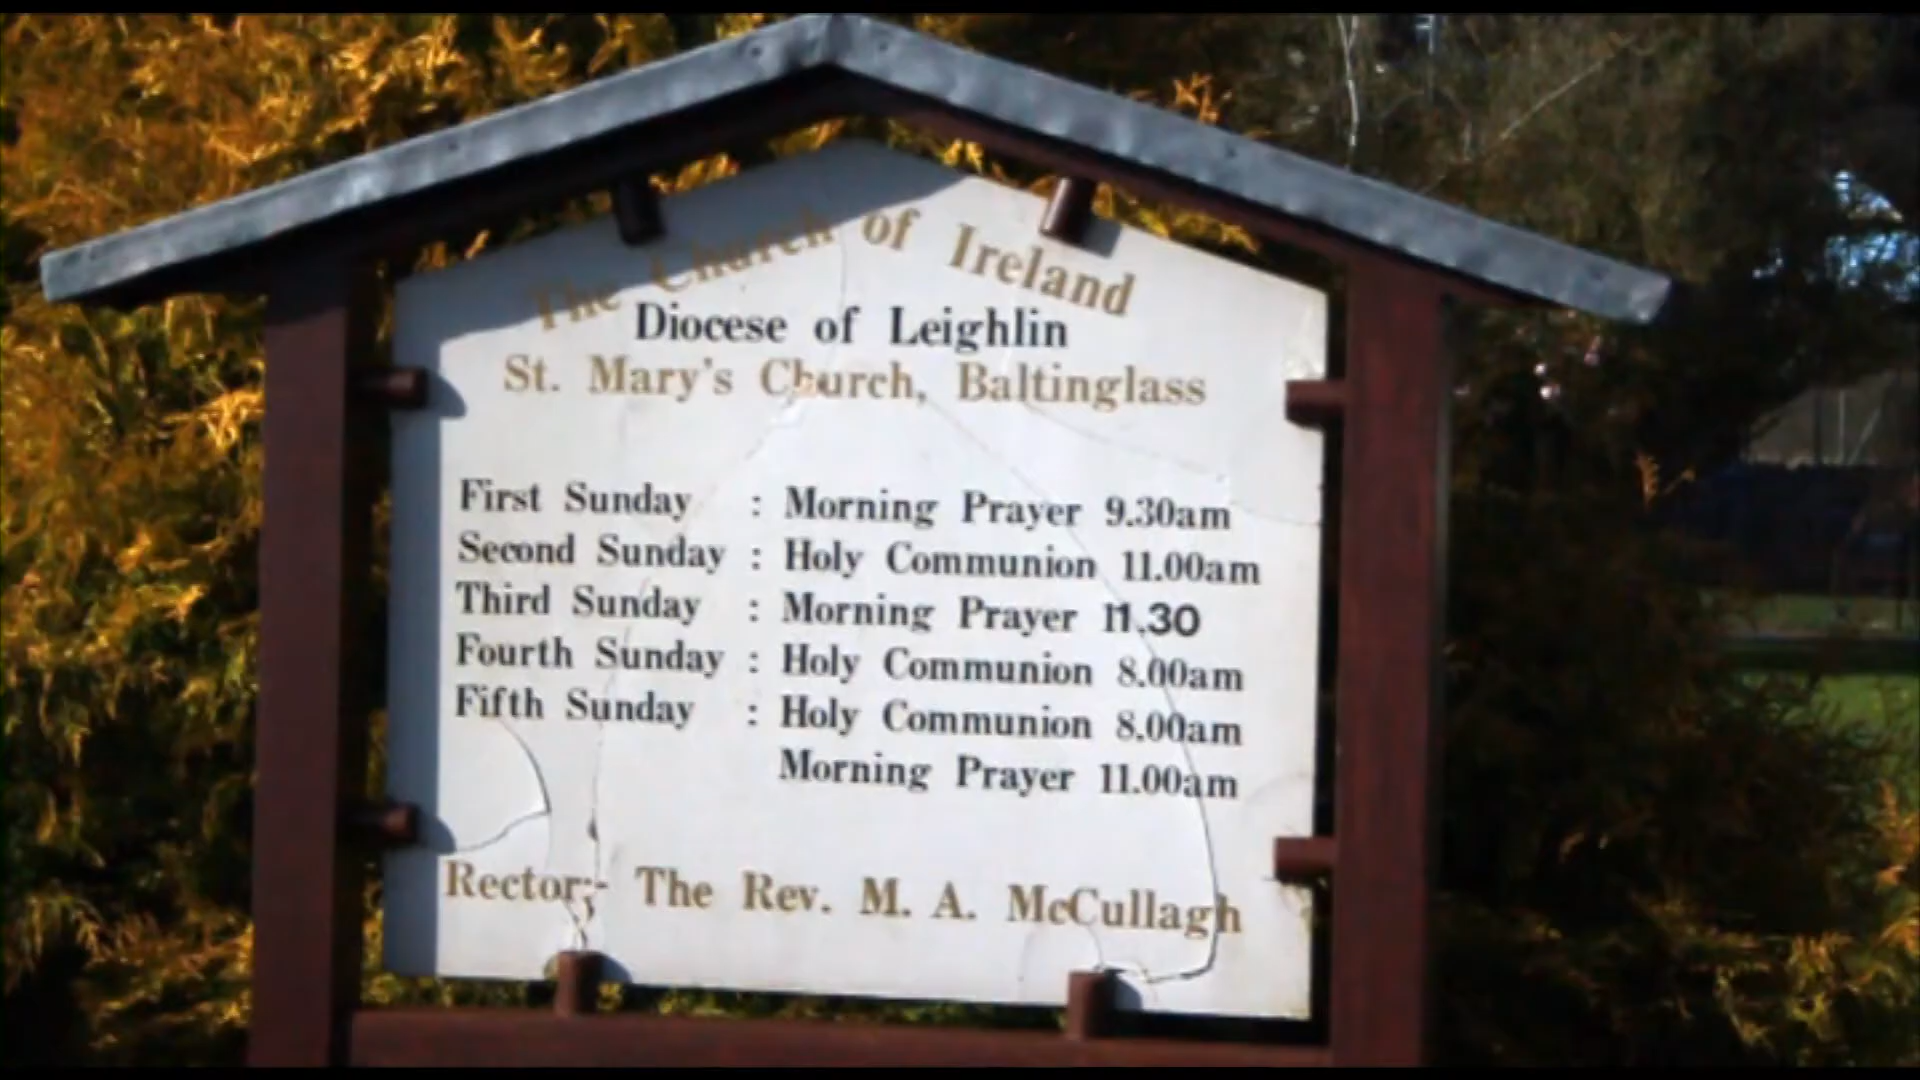 The Church of Ireland
Diocese of Leighlin
St. Mary's Church, Baltinglass
First Sunday : Morning Prayer 9.30am
Second Sunday : Holy Communion 11.00am
Third Sunday : Morning Prayer 11.30
Fourth Sunday : Holy Communion 8.00am
Fifth Sunday : Holy Communion 8.00am
Morning Prayer 11.00am
Rector;- The Rev. M. A. McCullagh